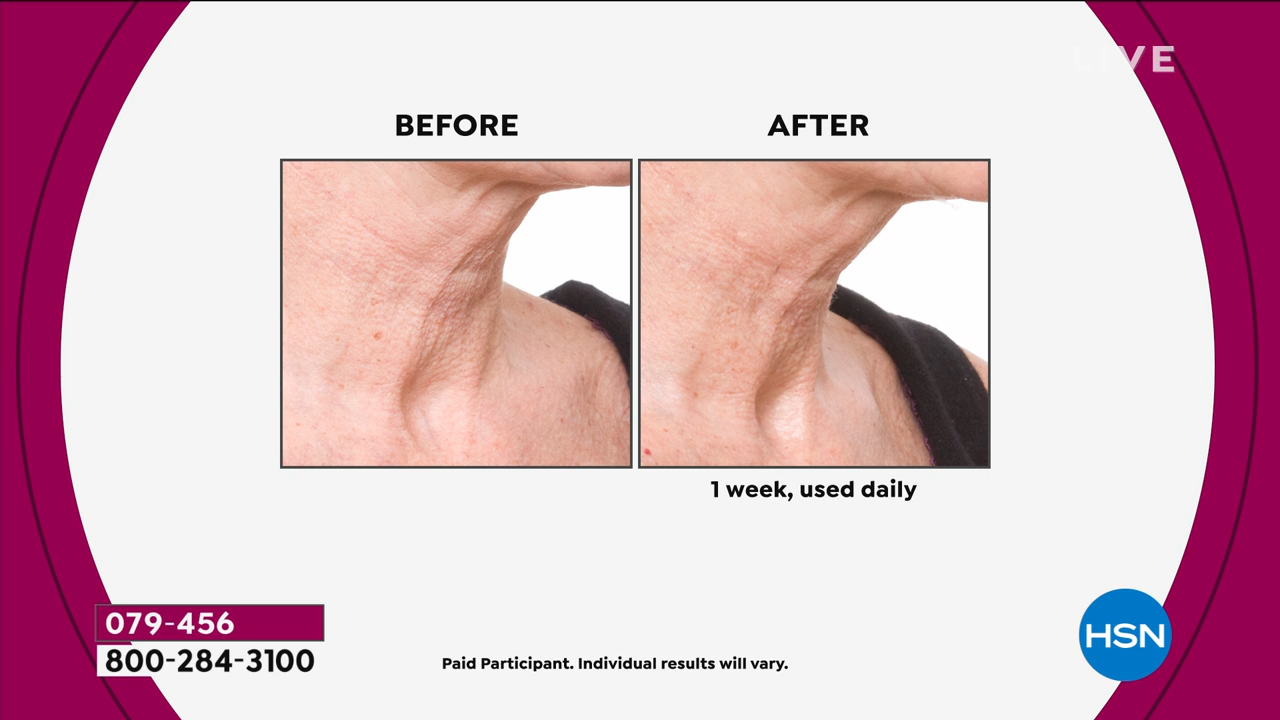 LIVE
BEFORE
AFTER
1 week, used daily
079-456
800-284-3100
Paid Participant. Individual results will vary.
HSN